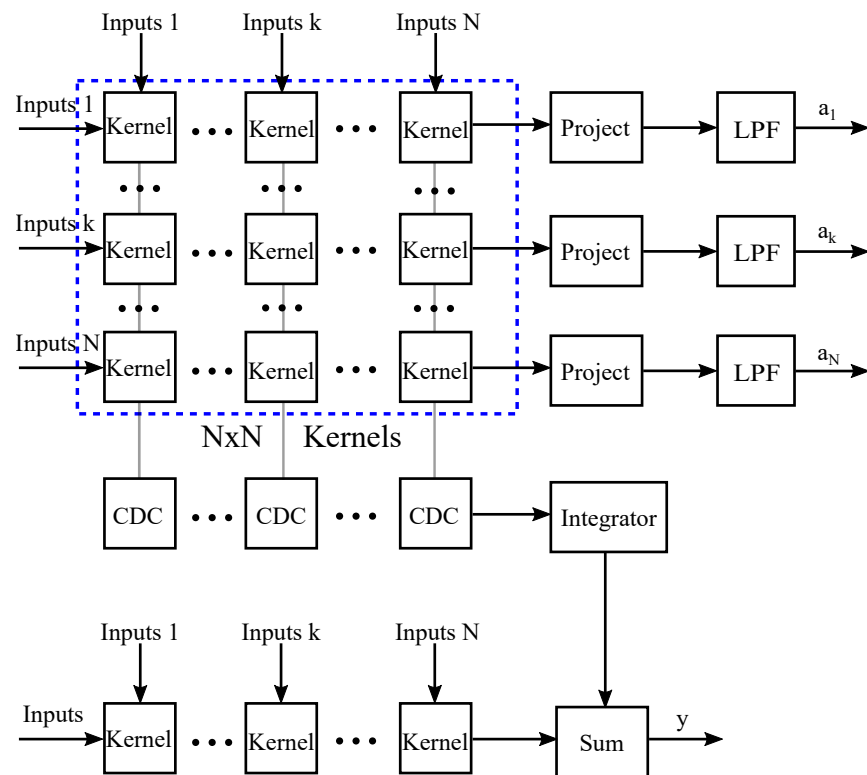 Inputs 1 Inputs k Inputs N
Inputs 1 Kernel Kernel Kernel Project LPF a1
Inputs k Kernel Kernel Kernel Project LPF ak
Inputs N Kernel Kernel Kernel Project LPF aN
NxN Kernels
CDC CDC CDC Integrator
Inputs 1 Inputs k Inputs N
Inputs Kernel Kernel Kernel Sum y